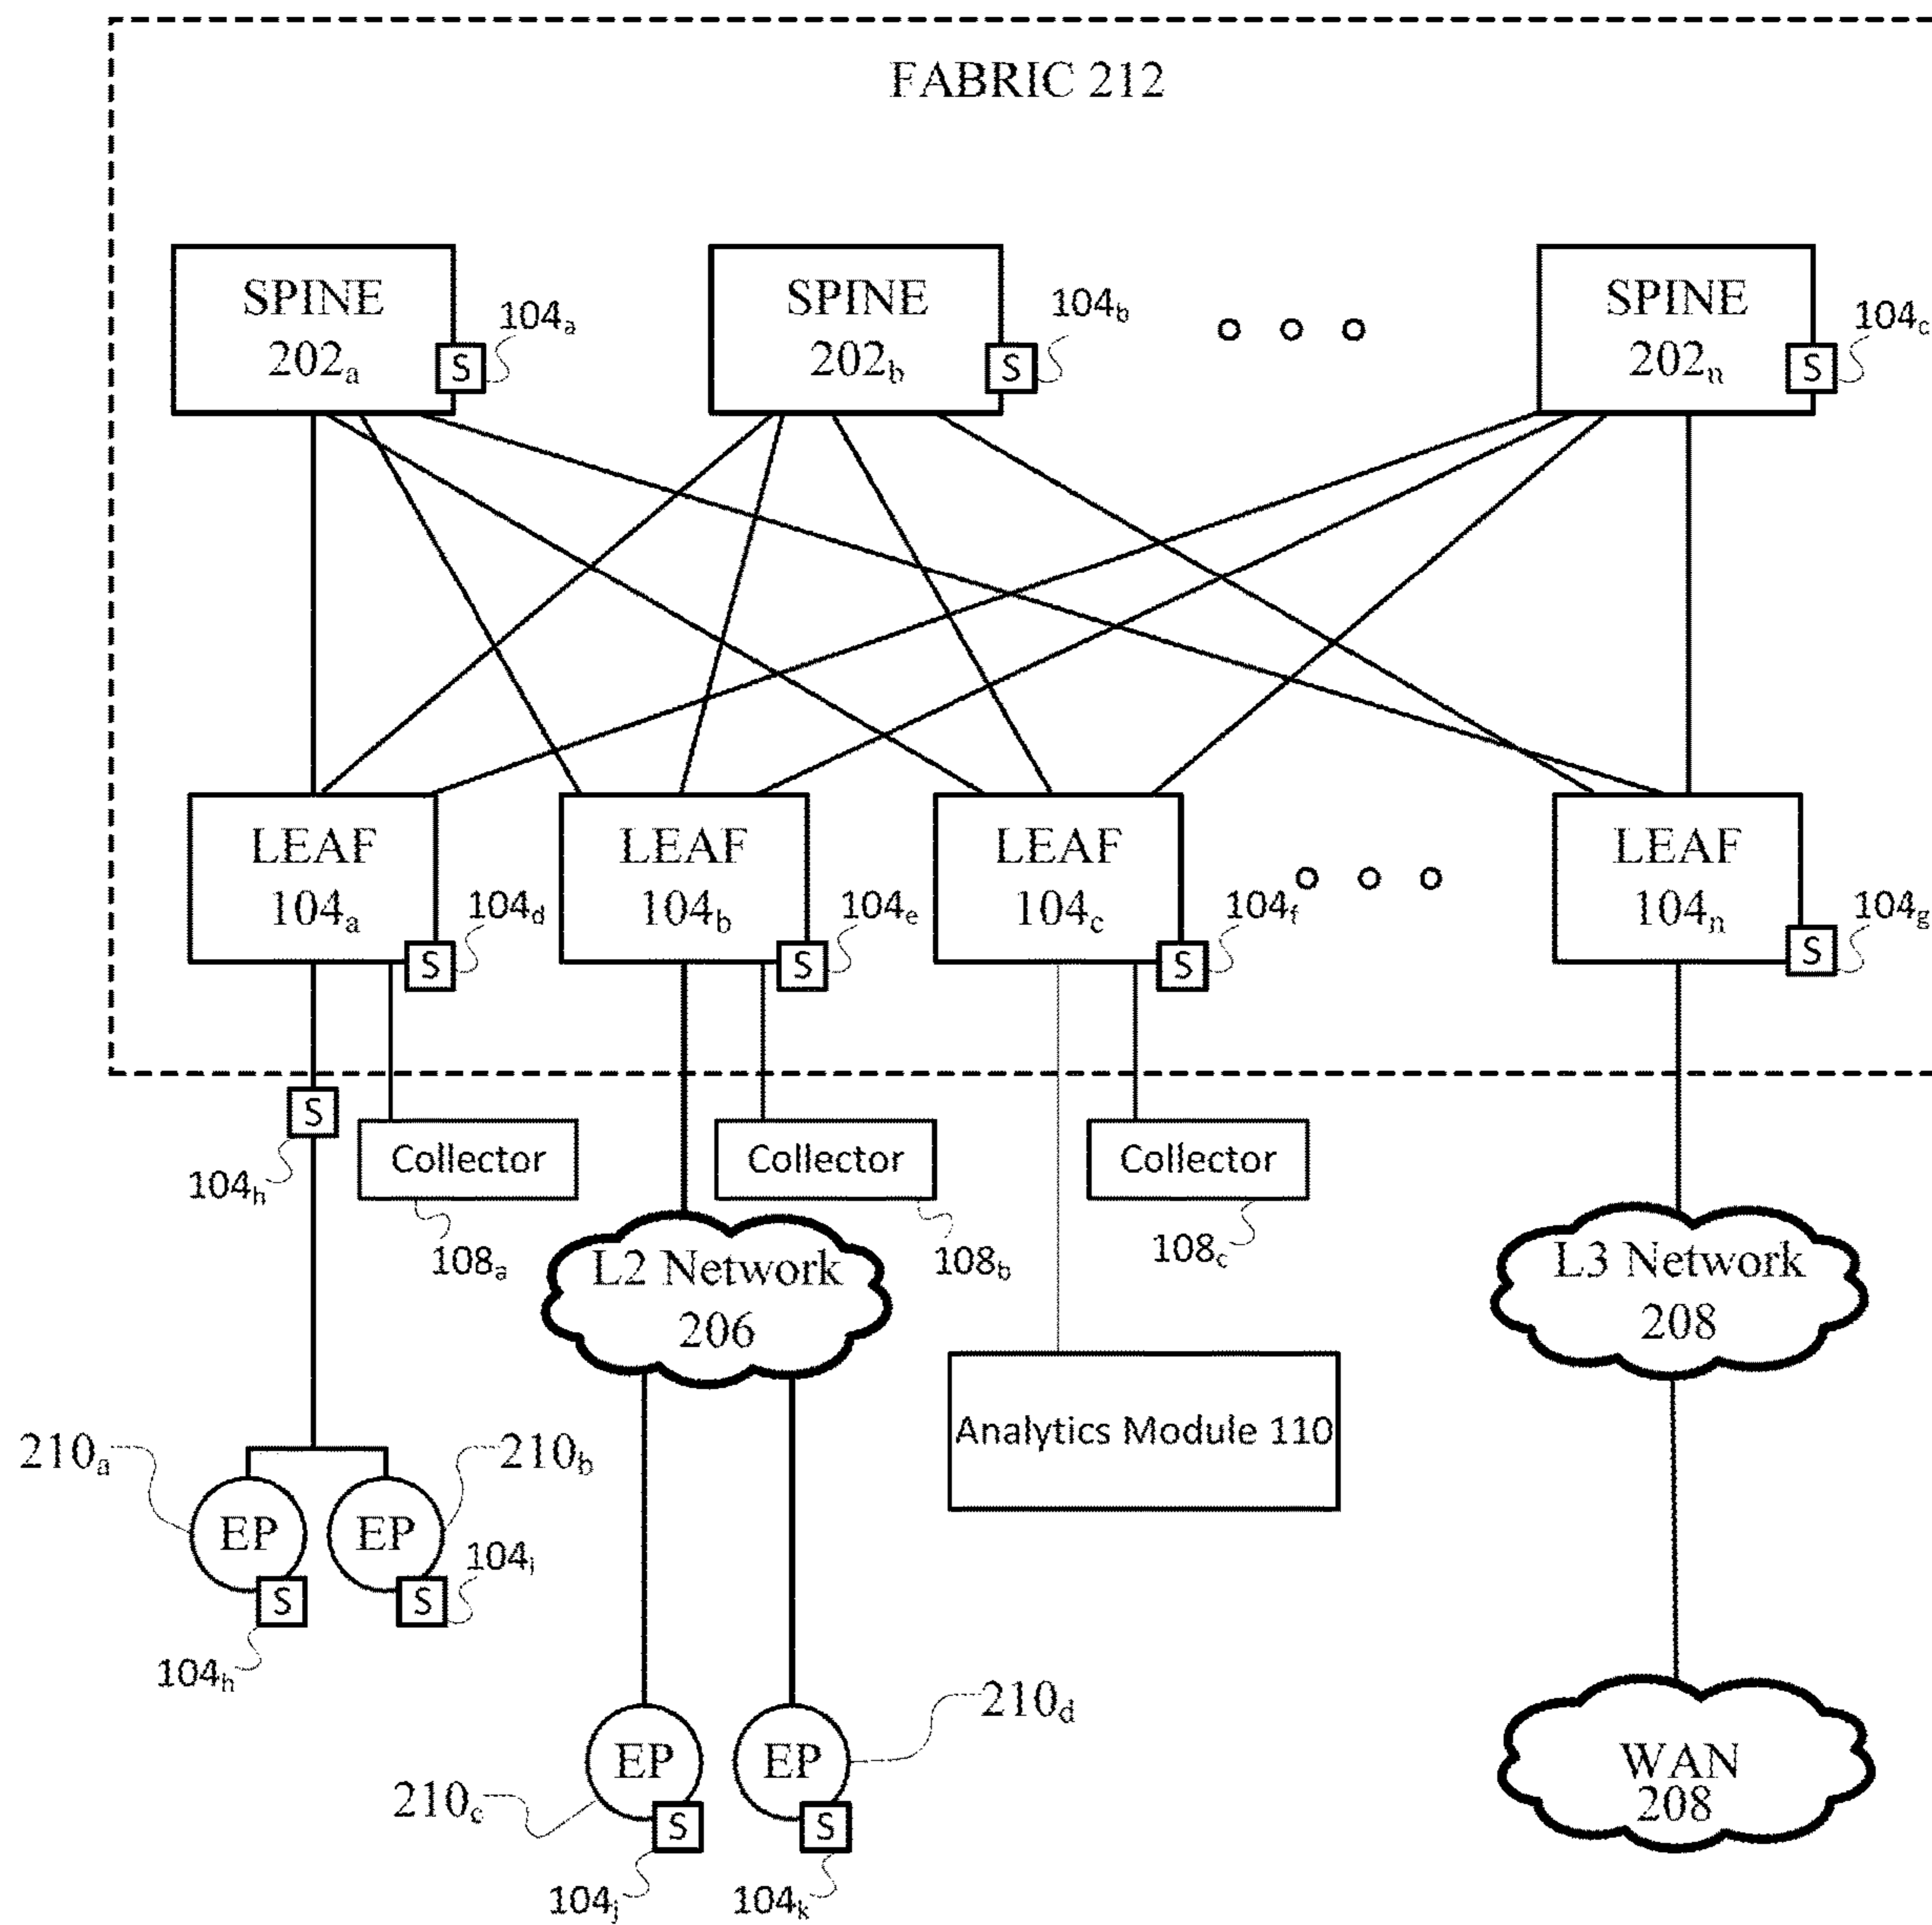 FABRIC 212
SPINE
202a
S
104a
SPINE
202b
S
104b
SPINE
202n
S
104c
LEAF
104a
S
104d
LEAF
104b
S
104e
LEAF
104c
S
104f
LEAF
104n
S
104g
S
104h
Collector
108a
Collector
108b
Collector
108c
L2 Network
206
L3 Network
208
Analytics Module 110
210a
EP
S
104h
210b
EP
S
104i
EP
210c
S
104j
EP
210d
S
104k
WAN
208